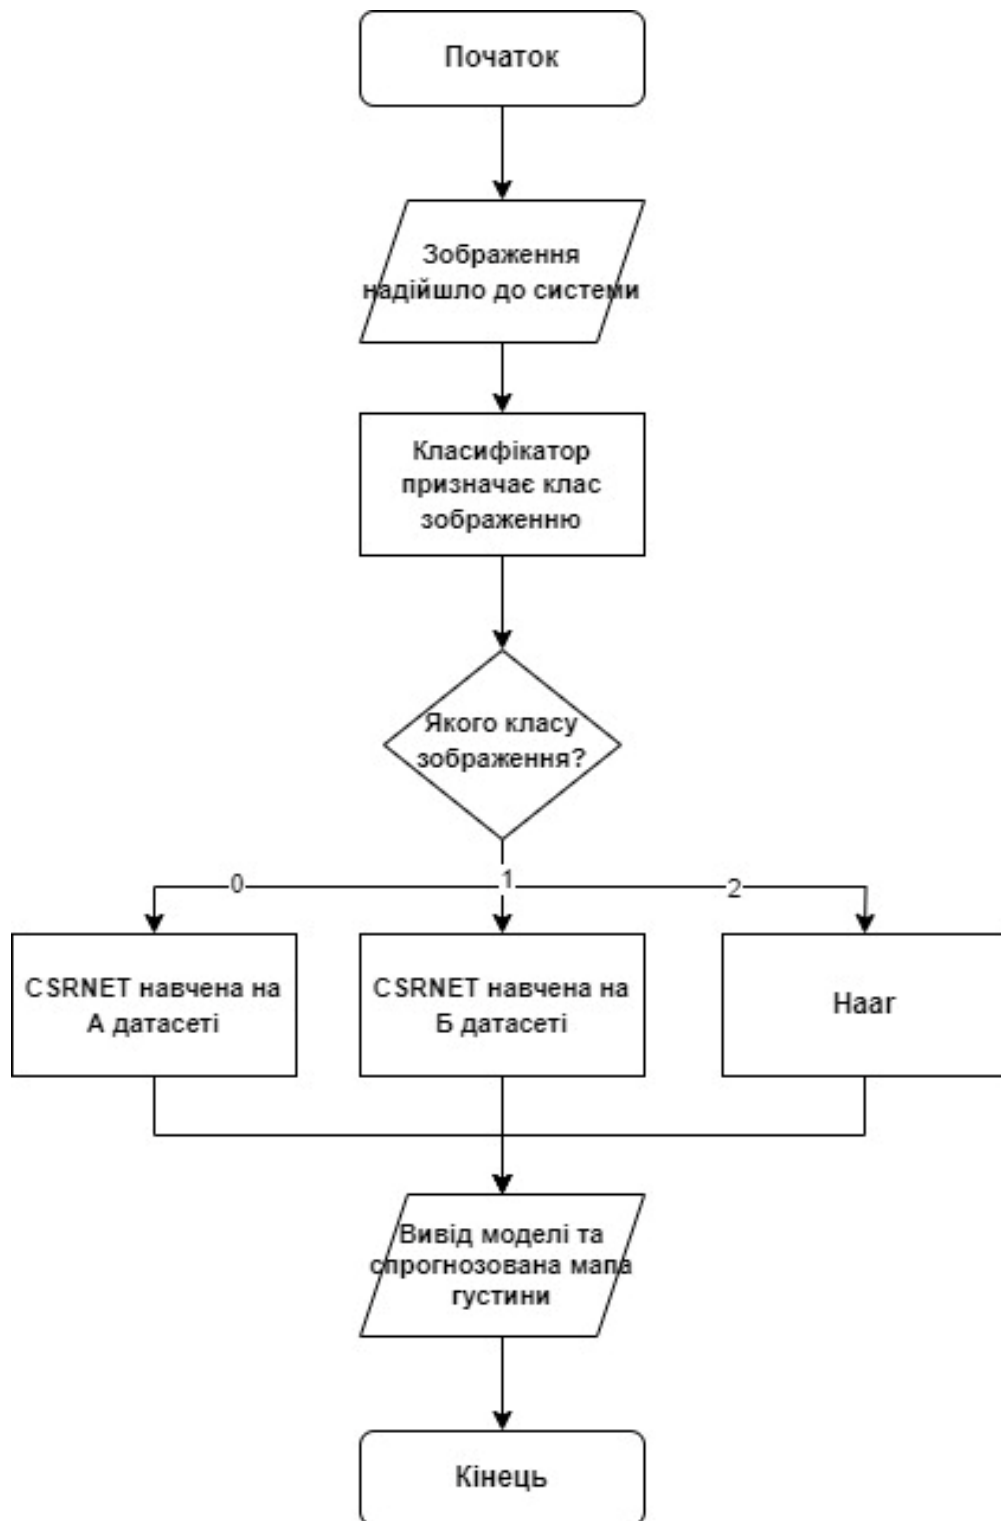 Початок
Зображення
надійшло до системи
Класифікатор
призначає клас
зображенню
Якого класу
зображення?
0
1
2
CSRNET навчена на
А датасеті
CSRNET навчена на
Б датасеті
Haar
Вивід моделі та
спрогнозована мапа
густини
Кінець